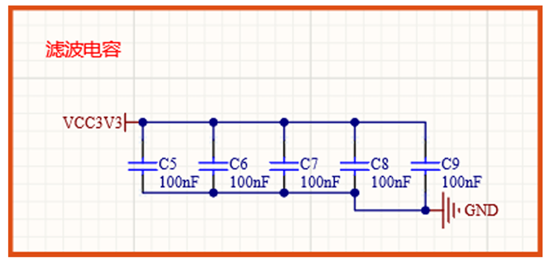 滤波电容
VCC3V3
C5 C6 C7 C8 C9
100nF 100nF 100nF 100nF 100nF
GND